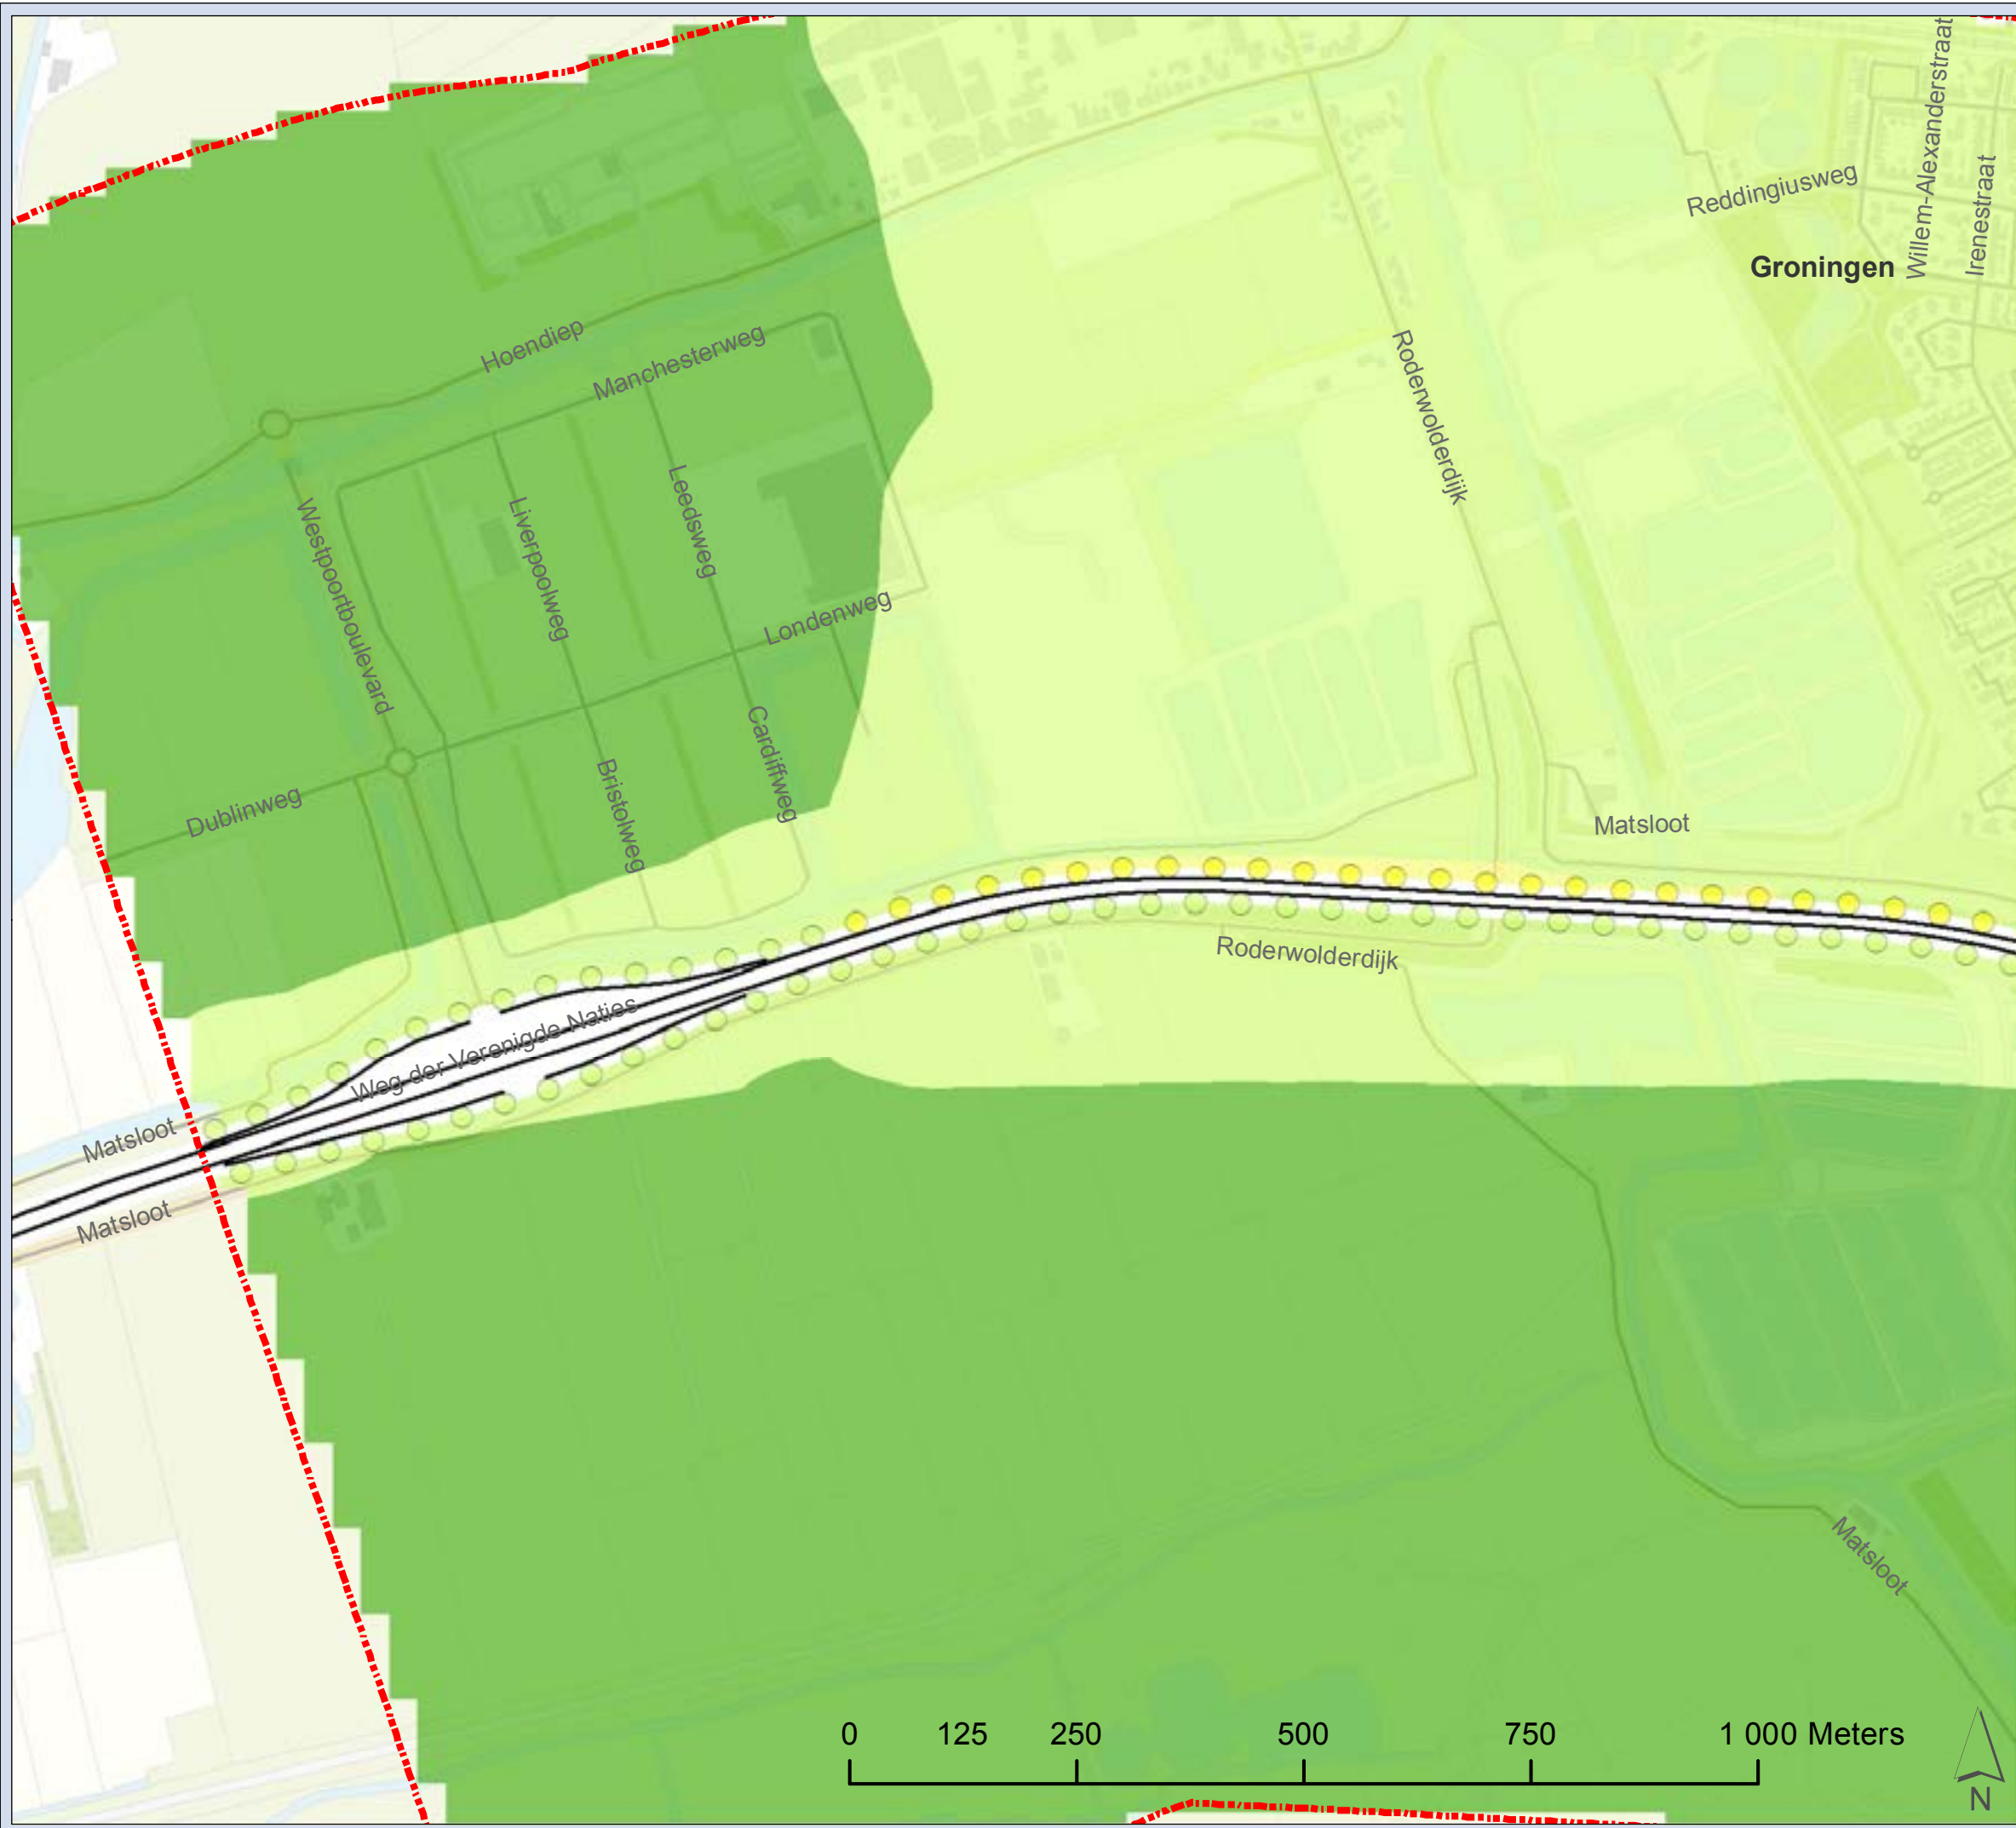 Willem-Alexanderstraat
Irenestraat
Reddingiusweg
Groningen
Hoendiep
Manchesterweg
Roderwolderdijk
Westpoortboulevard
Liverpoolweg
Leedsweg
Londenweg
Cardiffweg
Bristolweg
Dublinweg
Matsloot
Roderwolderdijk
Weg der Verenigde Naties
Matsloot
Matsloot
Matsloot
0 125 250 500 750 1 000 Meters
N